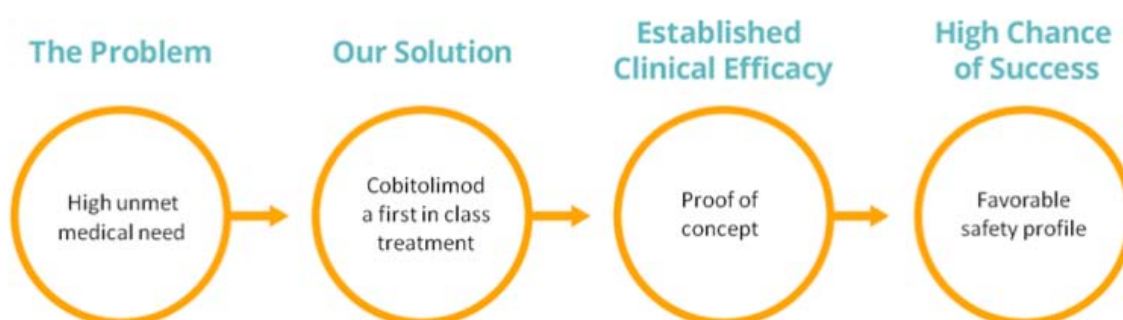 The Problem
High unmet
medical need
Our Solution
Cobitolimod
a first in class
treatment
Established
Clinical Efficacy
Proof of
concept
High Chance
of Success
Favorable
safety profile